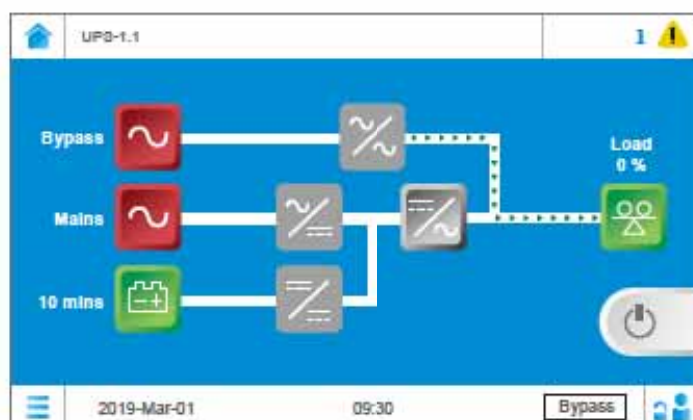 UPS-1.1
1
Bypass
Load
0 %
Mains
10 mins
2019-Mar-01
09:30
Bypass